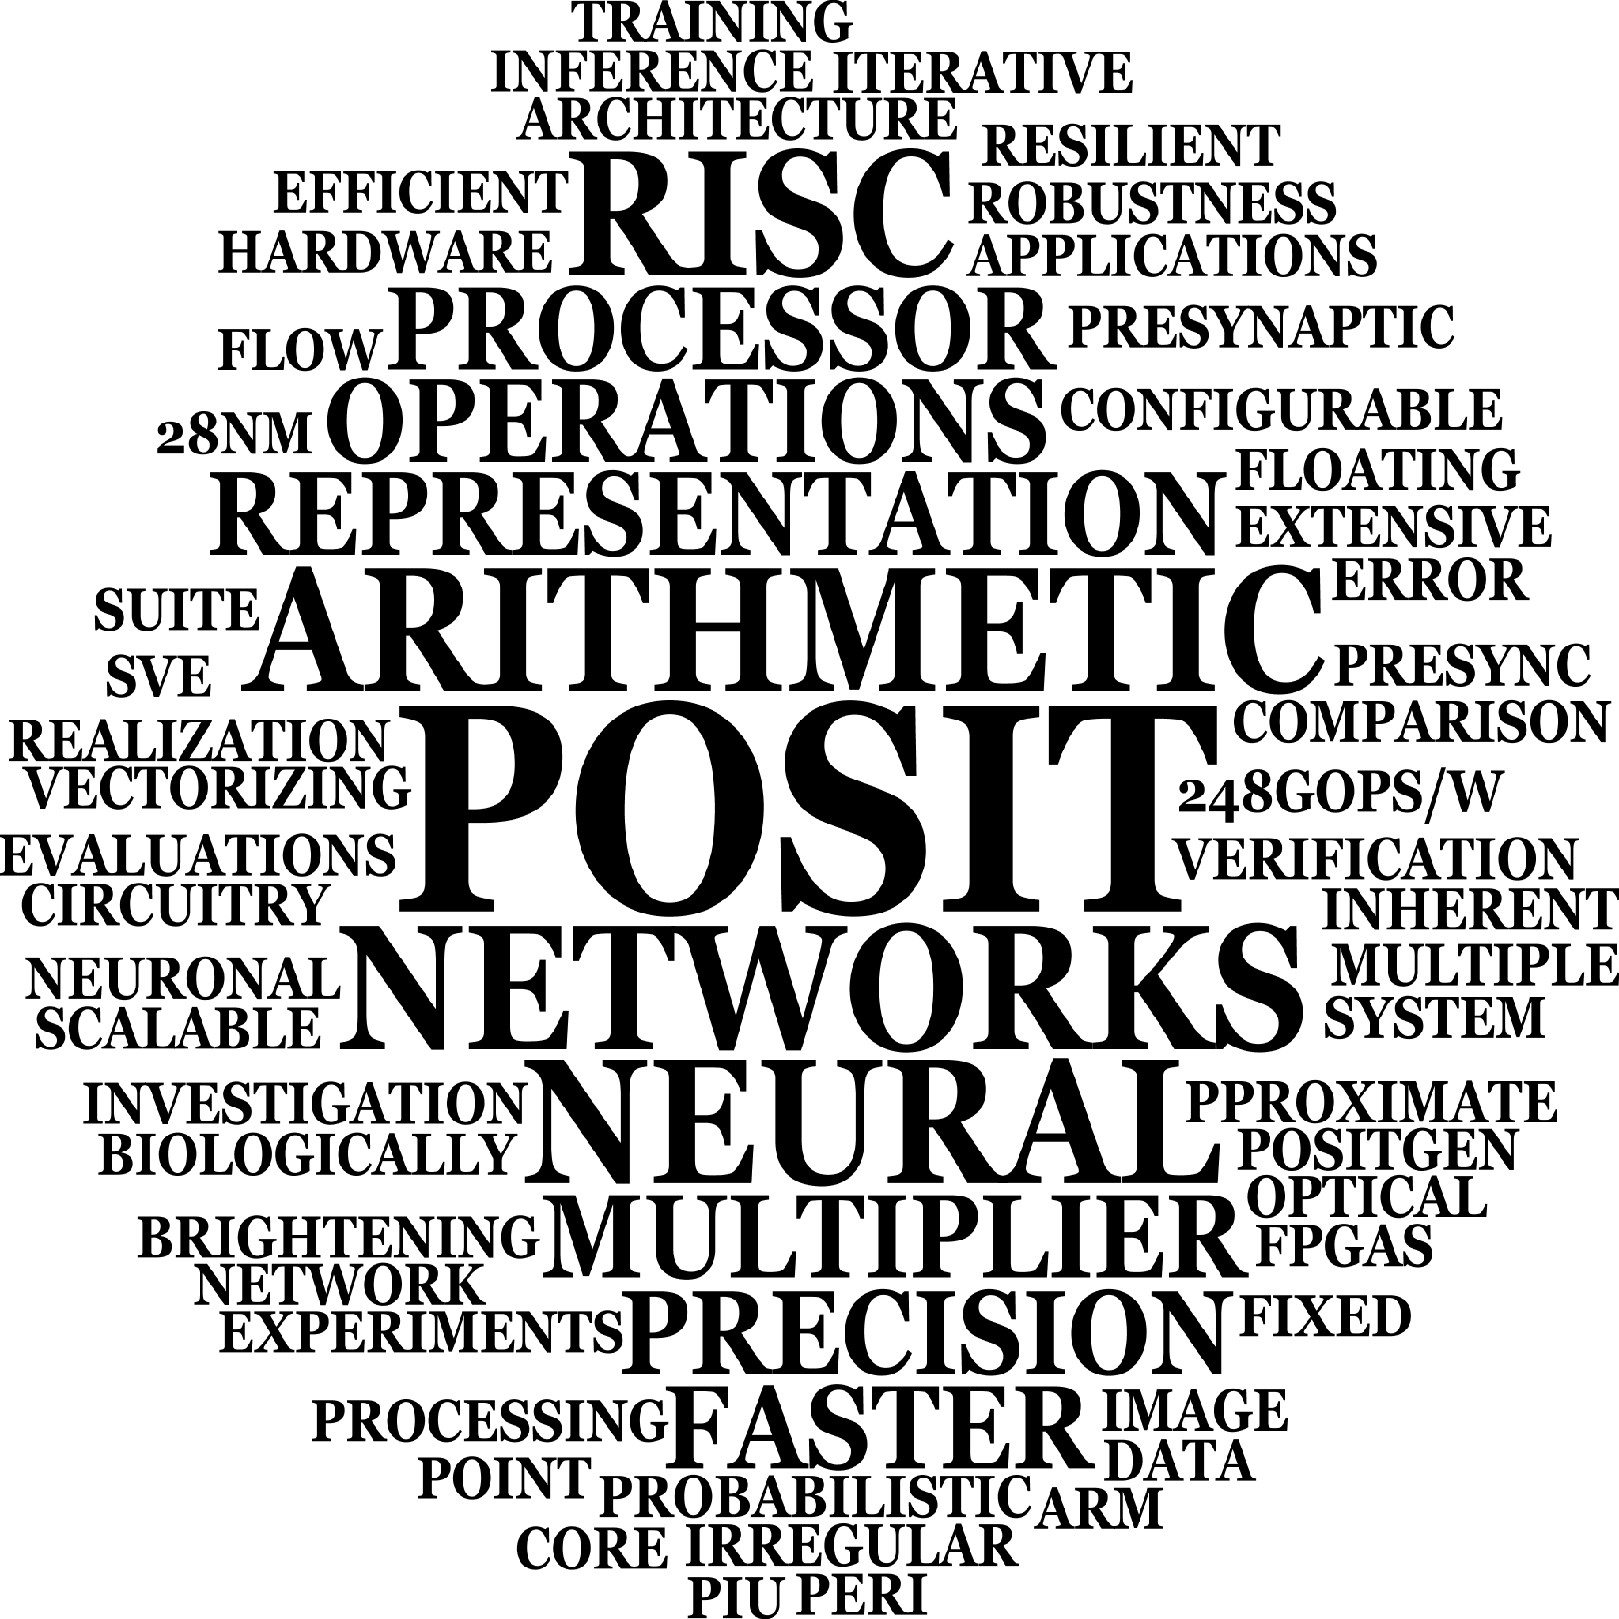 TRAINING
INFERENCE ITERATIVE
ARCHITECTURE
RESILIENT
EFFICIENT
RISC
ROBUSTNESS
HARDWARE
APPLICATIONS
FLOW
PROCESSOR
PRESYNAPTIC
28NM
OPERATIONS
CONFIGURABLE
REPRESENTATION
FLOATING
EXTENSIVE
SUITE
ARITHMETIC
ERROR
SVE
PRESYNC
REALIZATION
COMPARISON
VECTORIZING
POSIT
248GOPS/W
EVALUATIONS
VERIFICATION
CIRCUITRY
INHERENT
NEURONAL
NETWORKS
MULTIPLE
SCALABLE
SYSTEM
INVESTIGATION
NEURAL
PPROXIMATE
BIOLOGICALLY
POSITGEN
OPTICAL
BRIGHTENING
MULTIPLIER
FPGAS
NETWORK
EXPERIMENTS
PRECISION
FIXED
PROCESSING
FASTER
IMAGE
DATA
POINT
PROBABILISTIC
ARM
CORE IRREGULAR
PIU PERI